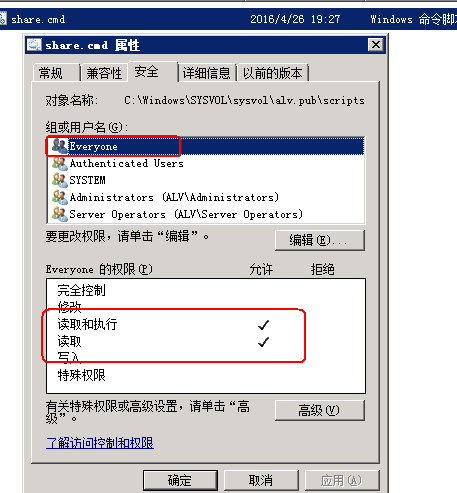 share.cmd 2016/4/26 19:27 Windows 命令脚
share.cmd 属性
常规 兼容性 安全 详细信息 以前的版本
对象名称: C:\Windows\SYSVOL\sysvol\alv.pub\scripts
组或用户名(G):
Everyone
Authenticated Users
SYSTEM
Administrators (ALV\Administrators)
Server Operators (ALV\Server Operators)
要更改权限,请单击“编辑”。 编辑(E)...
Everyone 的权限(P) 允许 拒绝
完全控制
修改
读取和执行
读取
写入
特殊权限
有关特殊权限或高级设置,请单击“高
级”。
高级(V)
了解访问控制和权限
确定 取消 应用(A)